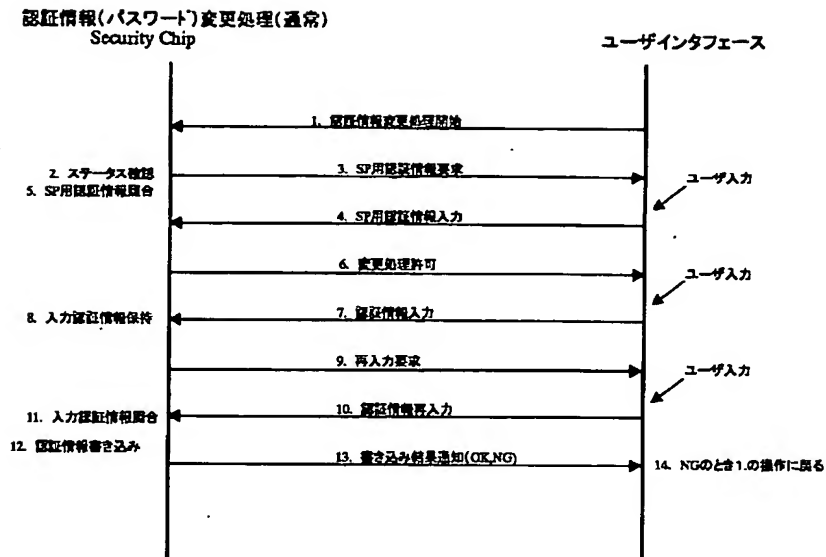 認証情報(パスワード)変更処理(通常)
Security Chip
ユーザインタフェース
1. 認証情報変更処理開始
2. ステータス確認
3. SP用認証情報要求
5. SP用認証情報照合
ユーザ入力
4. SP用認証情報入力
6. 変更処理許可
ユーザ入力
8. 入力認証情報保持
7. 認証情報入力
9. 再入力要求
ユーザ入力
11. 入力認証情報照合
10. 認証情報再入力
12. 認証情報書き込み
13. 書き込み結果通知(OK,NG)
14. NGのとき1.の操作に戻る